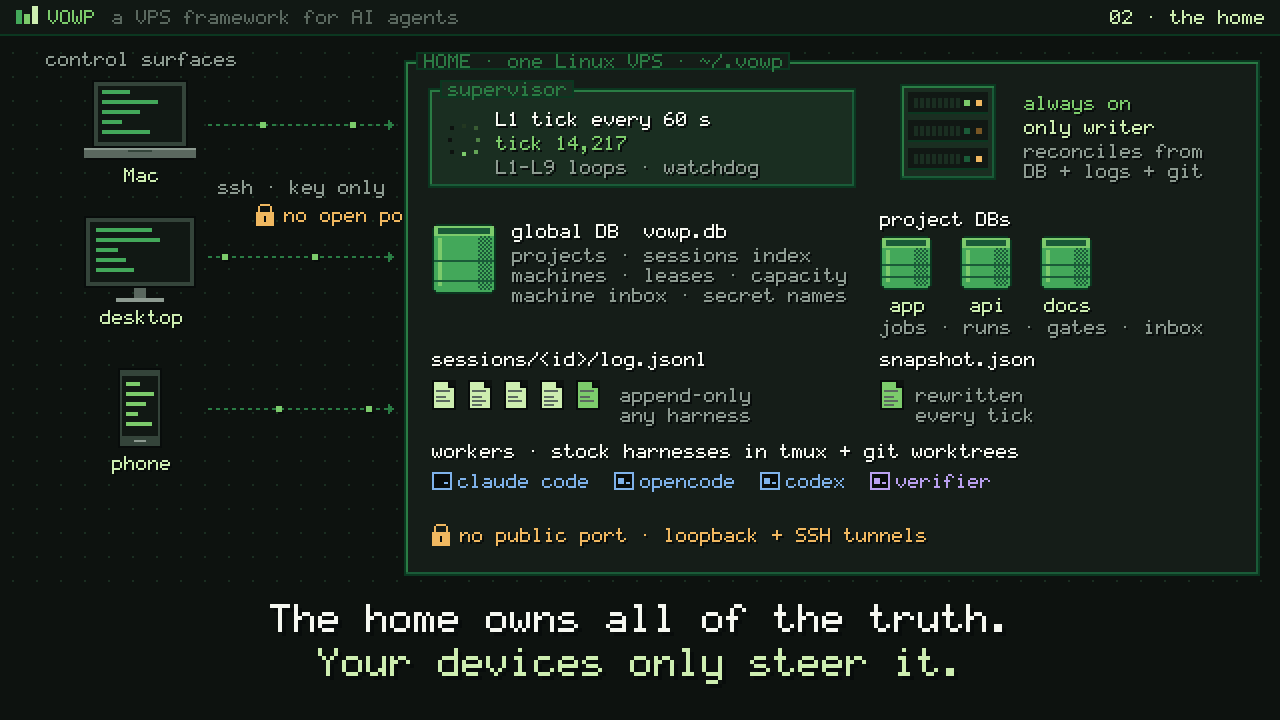 VOWP a VPS framework for AI agents
02 · the home
control surfaces
Mac
ssh · key only
no open po
desktop
phone
HOME · one Linux VPS · ~/.vowp
supervisor
L1 tick every 60 s
tick 14,217
L1-L9 loops · watchdog
always on
only writer
reconciles from
DB + logs + git
global DB vowp.db
projects · sessions index
machines · leases · capacity
machine inbox · secret names
project DBs
app api docs
jobs · runs · gates · inbox
sessions/<id>/log.jsonl
append-only
any harness
snapshot.json
rewritten
every tick
workers · stock harnesses in tmux + git worktrees
claude code opencode codex verifier
no public port · loopback + SSH tunnels
The home owns all of the truth.
Your devices only steer it.